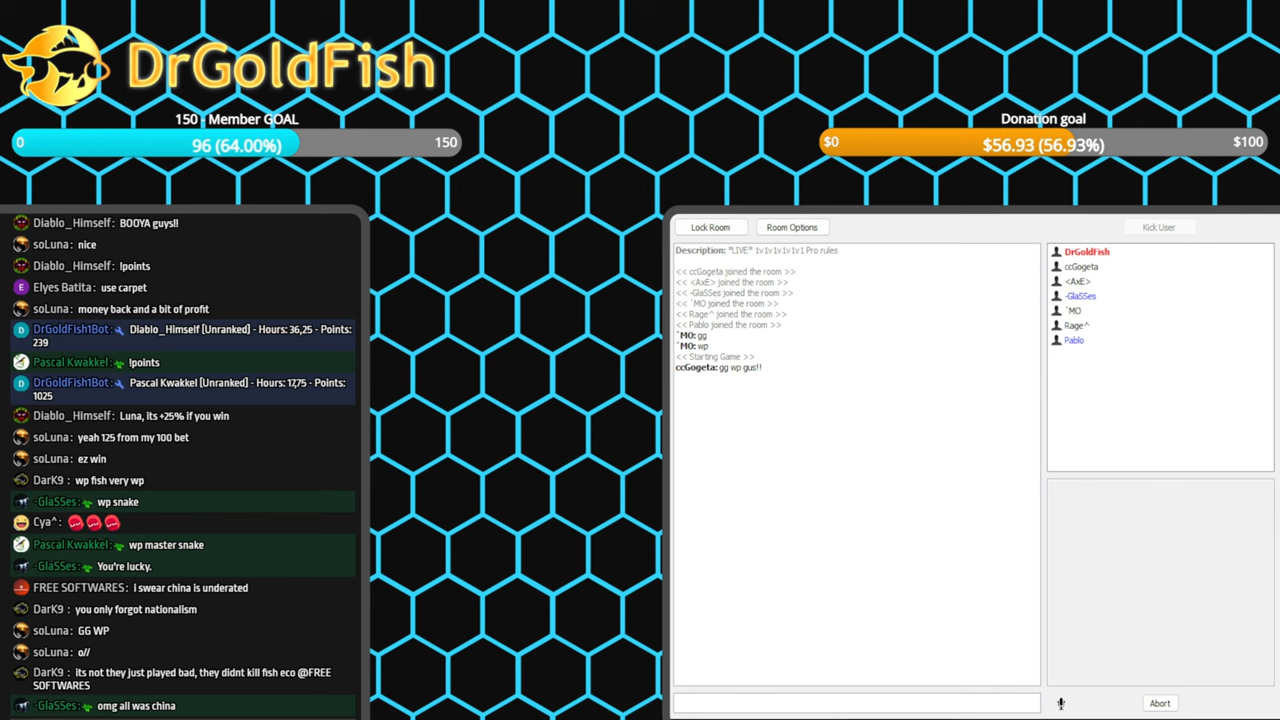 DrGoldFish
150 - Member GOAL
0
96 (64.00%)
150
Donation goal
$0
$56.93 (56.93%)
$100
Diablo_Himself: BOOYA guys!!
soLuna: nice
Diablo_Himself: !points
E
Elyes Batita: use carpet
soLuna: money back and a bit of profit
D
DrGoldFish1Bot: Diablo_Himself [Unranked] - Hours: 36,25 - Points:
239
Pascal Kwakkel: !points
D
DrGoldFish1Bot: Pascal Kwakkel [Unranked] - Hours: 17,75 - Points:
1025
Diablo_Himself: Luna, its +25% if you win
soLuna: yeah 125 from my 100 bet
soLuna: ez win
DarK9 : wp fish very wp
-GlaSSes: wp snake
Cya^:
Pascal Kwakkel: wp master snake
-GlaSSes: You're lucky.
FREE SOFTWARES: i swear china is underated
DarK9 : you only forgot nationalism
soLuna: GG WP
soLuna: o//
DarK9 : its not they just played bad, they didnt kill fish eco @FREE
SOFTWARES
-GlaSSes: omg all was china
Lock Room
Room Options
Kick User
Description: *LIVE* 1v1v1v1v1v1 Pro rules
<< ccGogeta joined the room >>
<< <AxE> joined the room >>
<< -GlaSSes joined the room >>
<< `MO joined the room >>
<< Rage^ joined the room >>
<< Pablo joined the room >>
`MO: gg
`MO: wp
<< Starting Game >>
ccGogeta: gg wp gus!!
DrGoldFish
ccGogeta
<AxE>
-GlaSSes
`MO
Rage^
Pablo
Abort